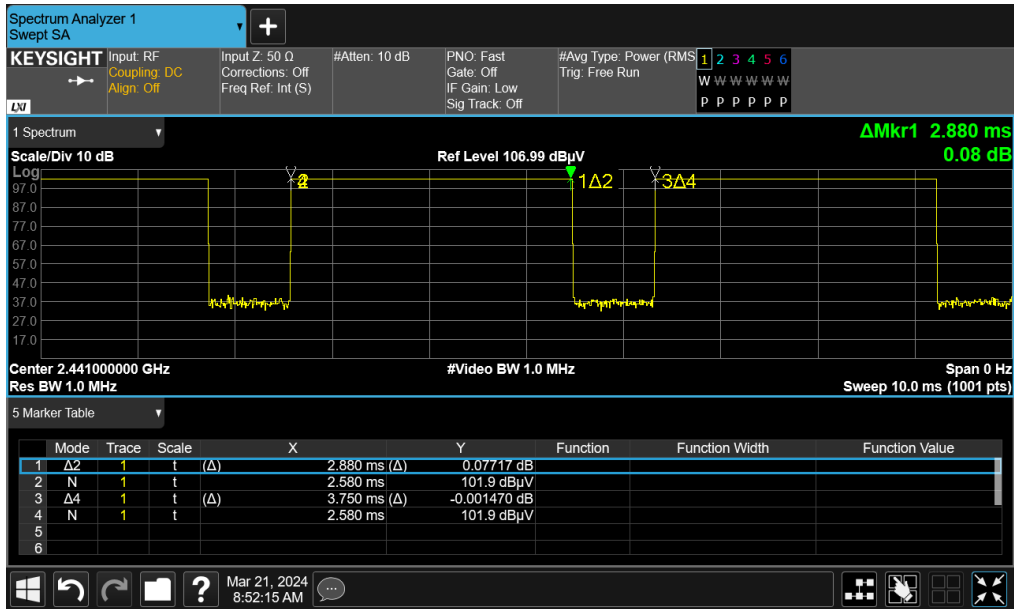 Spectrum Analyzer 1
Swept SA
KEYSIGHT
LXI
Input: RF
Coupling: DC
Align: Off
Input Z: 50 Ω
Corrections: Off
Freq Ref: Int (S)
#Atten: 10 dB
PNO: Fast
Gate: Off
IF Gain: Low
Sig Track: Off
#Avg Type: Power (RMS
Trig: Free Run
1 2 3 4 5 6
W W W W W W
P P P P P P
1 Spectrum
ΔMkr1 2.880 ms
0.08 dB
Scale/Div 10 dB
Ref Level 106.99 dBµV
Log
97.0
87.0
77.0
67.0
57.0
47.0
37.0
27.0
17.0
1Δ2
3Δ4
Center 2.441000000 GHz
#Video BW 1.0 MHz
Span 0 Hz
Res BW 1.0 MHz
Sweep 10.0 ms (1001 pts)
5 Marker Table
Mode Trace Scale X Y Function Function Width Function Value
1 Δ2 1 t (Δ) 2.880 ms (Δ) 0.07717 dB
2 N 1 t 2.580 ms 101.9 dBµV
3 Δ4 1 t (Δ) 3.750 ms (Δ) -0.001470 dB
4 N 1 t 2.580 ms 101.9 dBµV
5
6
?
Mar 21, 2024
8:52:15 AM